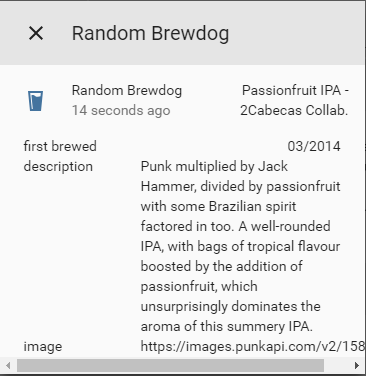 Random Brewdog
Random Brewdog Passionfruit IPA -
14 seconds ago 2Cabecas Collab.
first brewed 03/2014
description Punk multiplied by Jack
Hammer, divided by passionfruit
with some Brazilian spirit
factored in too. A well-rounded
IPA, with bags of tropical flavour
boosted by the addition of
passionfruit, which
unsurprisingly dominates the
aroma of this summery IPA.
image https://images.punkapi.com/v2/158